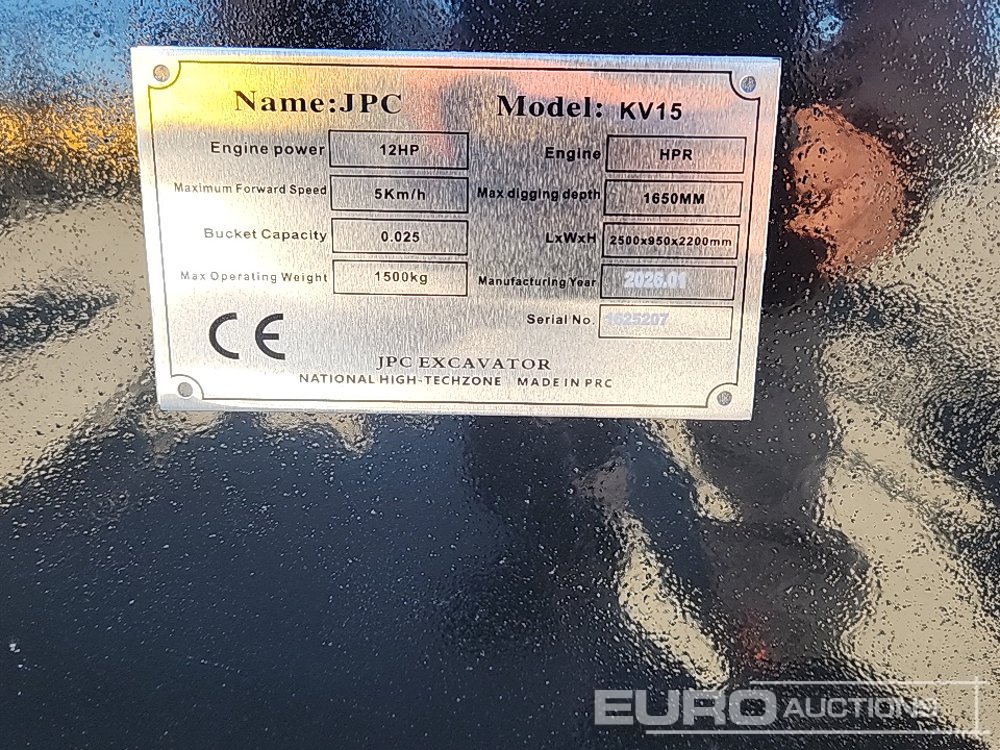 Name:JPC Model: KV15
Engine power 12HP Engine HPR
Maximum Forward Speed 5Km/h Max digging depth 1650MM
Bucket Capacity 0.025 LxWxH 2500x950x2200mm
Max Operating Weight 1500kg Manufacturing Year 2026.01
Serial No. 1625207
CE
JPC EXCAVATOR
NATIONAL HIGH-TECHZONE MADE IN PRC
EURO AUCTIONS